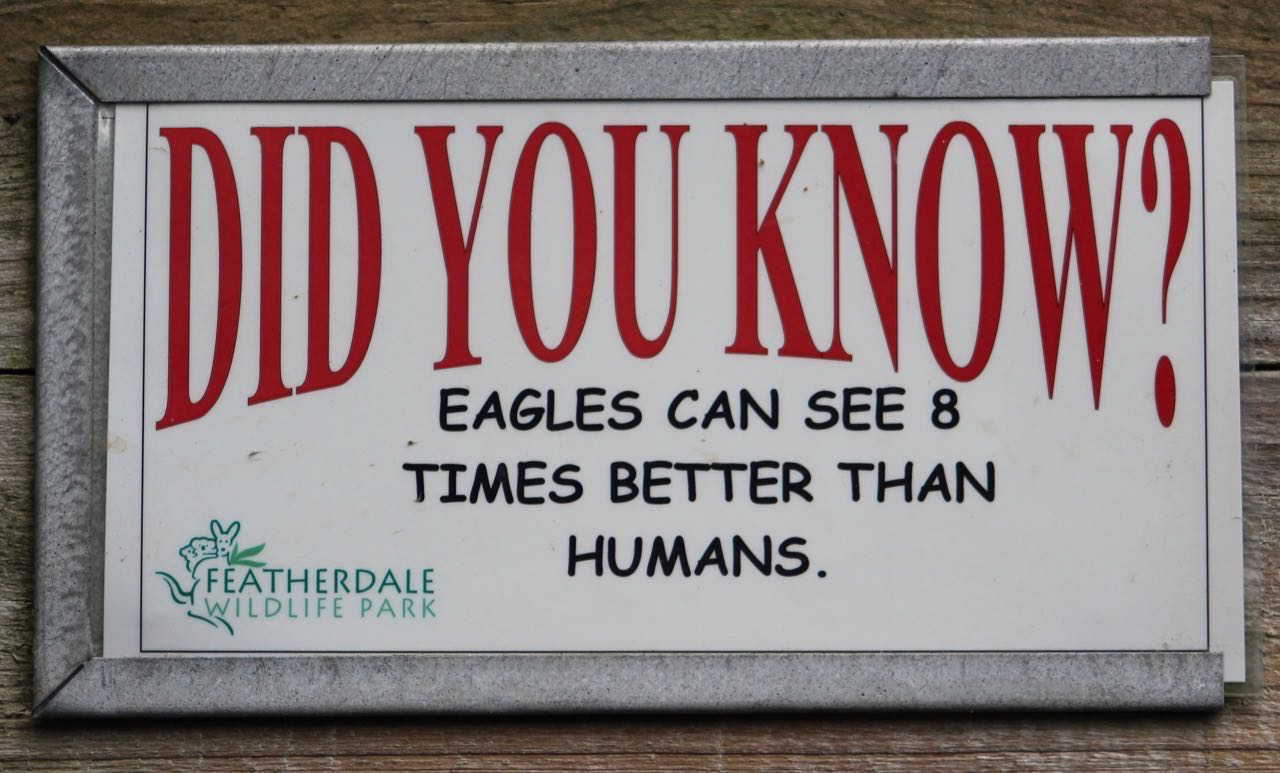 DID YOU KNOW?
EAGLES CAN SEE 8
TIMES BETTER THAN
HUMANS.
FEATHERDALE
WILDLIFE PARK